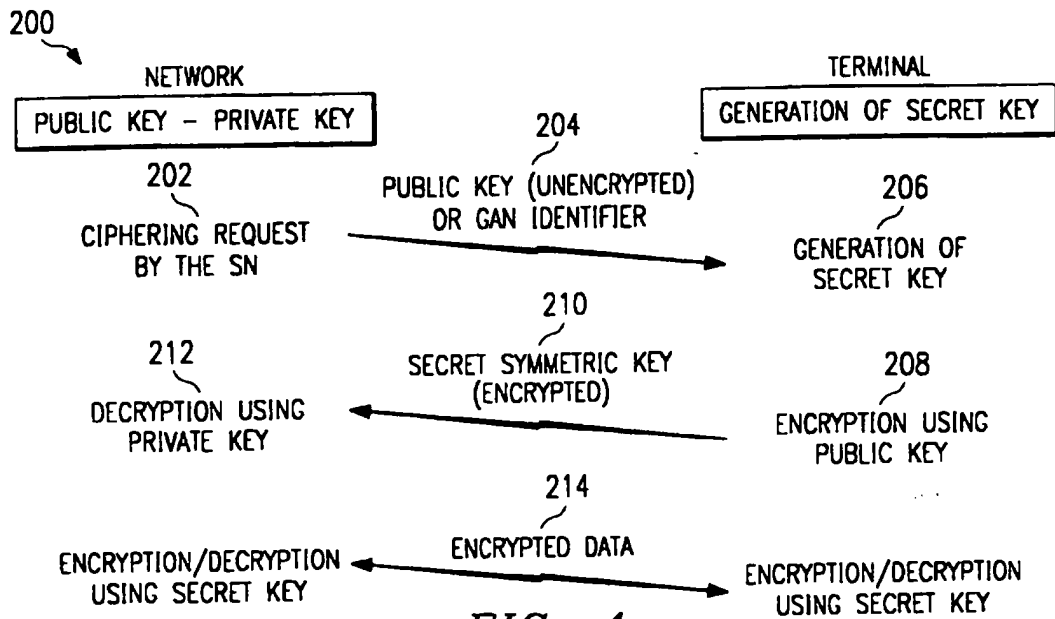 200
NETWORK
PUBLIC KEY – PRIVATE KEY
TERMINAL
GENERATION OF SECRET KEY
202
CIPHERING REQUEST
BY THE SN
204
PUBLIC KEY (UNENCRYPTED)
OR GAN IDENTIFIER
206
GENERATION OF
SECRET KEY
212
DECRYPTION USING
PRIVATE KEY
210
SECRET SYMMETRIC KEY
(ENCRYPTED)
208
ENCRYPTION USING
PUBLIC KEY
ENCRYPTION/DECRYPTION
USING SECRET KEY
214
ENCRYPTED DATA
ENCRYPTION/DECRYPTION
USING SECRET KEY